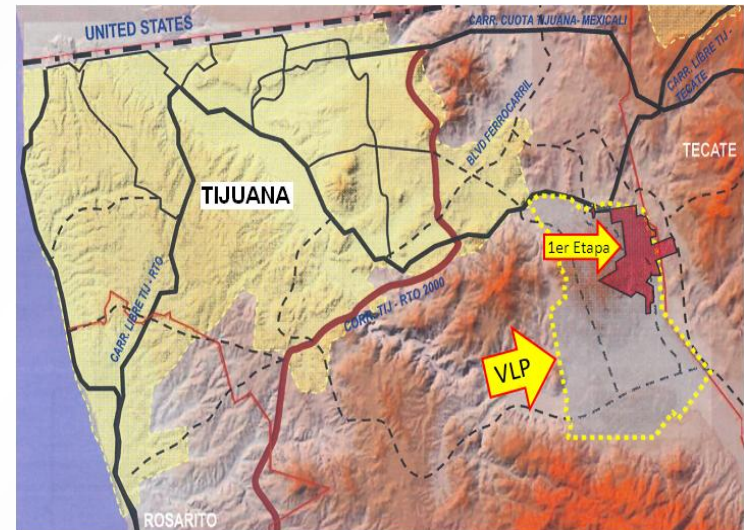 UNITED STATES
CARR. CUOTA TIJUANA- MEXICALI
CARR. LIBRE TIJ -
TECATE
TECATE
BLVD FERROCARRIL
TIJUANA
1er Etapa
CARR. LIBRE TIJ - RTO
CORR. TIJ - RTO 2000
VLP
ROSARITO